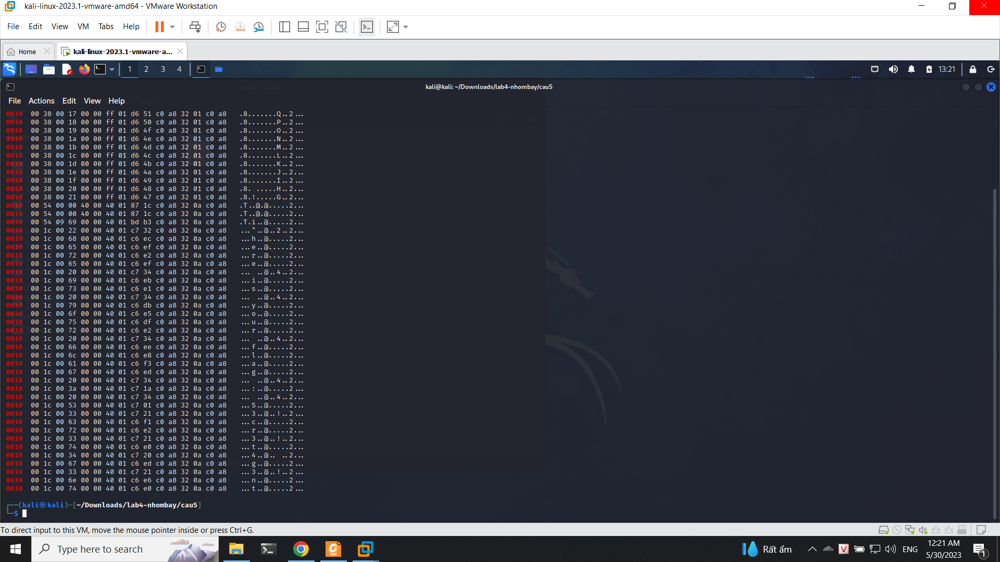 kali-linux-2023.1-vmware-amd64 - VMware Workstation
File Edit View VM Tabs Help
Home kali-linux-2023.1-vmware-a...
1 2 3 4 13:21
kali@kali: ~/Downloads/lab4-nhombay/cau5
File Actions Edit View Help
0010 00 38 00 17 00 00 ff 01 d6 51 c0 a8 32 01 c0 a8 .8.......Q..2...
0010 00 38 00 18 00 00 ff 01 d6 50 c0 a8 32 01 c0 a8 .8.......P..2...
0010 00 38 00 19 00 00 ff 01 d6 4f c0 a8 32 01 c0 a8 .8.......O..2...
0010 00 38 00 1a 00 00 ff 01 d6 4e c0 a8 32 01 c0 a8 .8.......N..2...
0010 00 38 00 1b 00 00 ff 01 d6 4d c0 a8 32 01 c0 a8 .8.......M..2...
0010 00 38 00 1c 00 00 ff 01 d6 4c c0 a8 32 01 c0 a8 .8.......L..2...
0010 00 38 00 1d 00 00 ff 01 d6 4b c0 a8 32 01 c0 a8 .8.......K..2...
0010 00 38 00 1e 00 00 ff 01 d6 4a c0 a8 32 01 c0 a8 .8.......J..2...
0010 00 38 00 1f 00 00 ff 01 d6 49 c0 a8 32 01 c0 a8 .8.......I..2...
0010 00 38 00 20 00 00 ff 01 d6 48 c0 a8 32 01 c0 a8 .8. .....H..2...
0010 00 38 00 21 00 00 ff 01 d6 47 c0 a8 32 01 c0 a8 .8.!.....G..2...
0010 00 54 00 00 40 00 40 01 87 1c c0 a8 32 0a c0 a8 .T..@.@.....2...
0010 00 54 00 00 40 00 40 01 87 1c c0 a8 32 0a c0 a8 .T..@.@.....2...
0010 00 54 09 69 00 00 40 01 bd b3 c0 a8 32 0a c0 a8 .T.i..@.....2...
0010 00 1c 00 22 00 00 40 01 c7 32 c0 a8 32 0a c0 a8 ..."..@..2..2...
0010 00 1c 00 68 00 00 40 01 c6 ec c0 a8 32 0a c0 a8 ...h..@.....2...
0010 00 1c 00 65 00 00 40 01 c6 ef c0 a8 32 0a c0 a8 ...e..@.....2...
0010 00 1c 00 72 00 00 40 01 c6 e2 c0 a8 32 0a c0 a8 ...r..@.....2...
0010 00 1c 00 65 00 00 40 01 c6 ef c0 a8 32 0a c0 a8 ...e..@.....2...
0010 00 1c 00 20 00 00 40 01 c7 34 c0 a8 32 0a c0 a8 ... ..@..4..2...
0010 00 1c 00 69 00 00 40 01 c6 eb c0 a8 32 0a c0 a8 ...i..@.....2...
0010 00 1c 00 73 00 00 40 01 c6 e1 c0 a8 32 0a c0 a8 ...s..@.....2...
0010 00 1c 00 20 00 00 40 01 c7 34 c0 a8 32 0a c0 a8 ... ..@..4..2...
0010 00 1c 00 79 00 00 40 01 c6 db c0 a8 32 0a c0 a8 ...y..@.....2...
0010 00 1c 00 6f 00 00 40 01 c6 e5 c0 a8 32 0a c0 a8 ...o..@.....2...
0010 00 1c 00 75 00 00 40 01 c6 df c0 a8 32 0a c0 a8 ...u..@.....2...
0010 00 1c 00 72 00 00 40 01 c6 e2 c0 a8 32 0a c0 a8 ...r..@.....2...
0010 00 1c 00 20 00 00 40 01 c7 34 c0 a8 32 0a c0 a8 ... ..@..4..2...
0010 00 1c 00 66 00 00 40 01 c6 ee c0 a8 32 0a c0 a8 ...f..@.....2...
0010 00 1c 00 6c 00 00 40 01 c6 e8 c0 a8 32 0a c0 a8 ...l..@.....2...
0010 00 1c 00 61 00 00 40 01 c6 f3 c0 a8 32 0a c0 a8 ...a..@.....2...
0010 00 1c 00 67 00 00 40 01 c6 ed c0 a8 32 0a c0 a8 ...g..@.....2...
0010 00 1c 00 20 00 00 40 01 c7 34 c0 a8 32 0a c0 a8 ... ..@..4..2...
0010 00 1c 00 3a 00 00 40 01 c7 1a c0 a8 32 0a c0 a8 ...:..@.....2...
0010 00 1c 00 20 00 00 40 01 c7 34 c0 a8 32 0a c0 a8 ... ..@..4..2...
0010 00 1c 00 53 00 00 40 01 c7 01 c0 a8 32 0a c0 a8 ...S..@.....2...
0010 00 1c 00 33 00 00 40 01 c7 21 c0 a8 32 0a c0 a8 ...3..@..!..2...
0010 00 1c 00 63 00 00 40 01 c6 f1 c0 a8 32 0a c0 a8 ...c..@.....2...
0010 00 1c 00 72 00 00 40 01 c6 e2 c0 a8 32 0a c0 a8 ...r..@.....2...
0010 00 1c 00 33 00 00 40 01 c7 21 c0 a8 32 0a c0 a8 ...3..@..!..2...
0010 00 1c 00 74 00 00 40 01 c6 e0 c0 a8 32 0a c0 a8 ...t..@.....2...
0010 00 1c 00 34 00 00 40 01 c7 20 c0 a8 32 0a c0 a8 ...4..@.. ..2...
0010 00 1c 00 67 00 00 40 01 c6 ed c0 a8 32 0a c0 a8 ...g..@.....2...
0010 00 1c 00 33 00 00 40 01 c7 21 c0 a8 32 0a c0 a8 ...3..@..!..2...
0010 00 1c 00 6e 00 00 40 01 c6 e6 c0 a8 32 0a c0 a8 ...n..@.....2...
0010 00 1c 00 74 00 00 40 01 c6 e0 c0 a8 32 0a c0 a8 ...t..@.....2...
┌──(kali㉿kali)-[~/Downloads/lab4-nhombay/cau5]
└─$
To direct input to this VM, move the mouse pointer inside or press Ctrl+G.
Type here to search
Rất ẩm
ENG
12:21 AM
5/30/2023
1